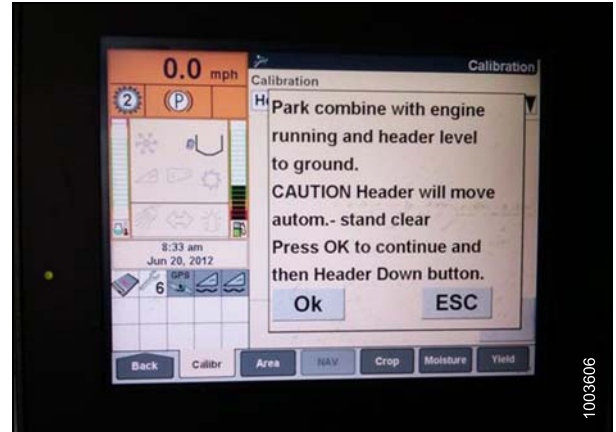 0.0 mph
Calibration
Calibration
2
(P)
He
Park combine with engine
running and header level
to ground.
CAUTION Header will move
autom.- stand clear
Press OK to continue and
then Header Down button.
Ok
ESC
8:33 am
Jun 20, 2012
6
GPS
Back
Calibr
Area
NAV
Crop
Moisture
Yield
1003606